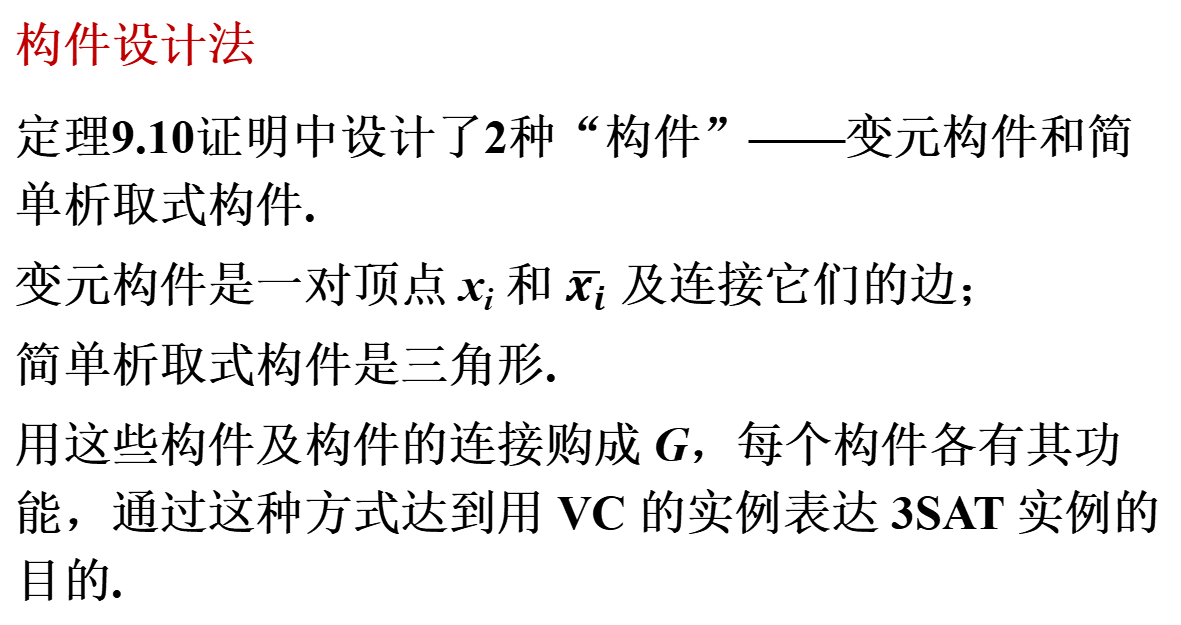 构件设计法
定理9.10证明中设计了2种“构件”——变元构件和简
单析取式构件.
变元构件是一对顶点 xᵢ 和 x̅ᵢ 及连接它们的边；
简单析取式构件是三角形.
用这些构件及构件的连接购成 G，每个构件各有其功
能，通过这种方式达到用 VC 的实例表达 3SAT 实例的
目的.